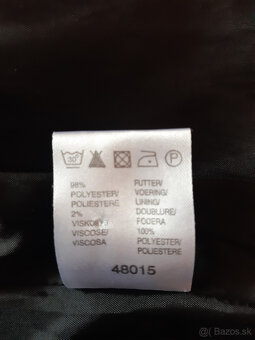 30°
P
98%
POLYESTER/
POLIESTERE
2%
VISKOSE/
VISCOSE/
VISCOSA
FUTTER/
VOERING/
LINING/
DOUBLURE/
FODERA
100%
POLYESTER/
POLIESTERE
48015
© Bazos.sk